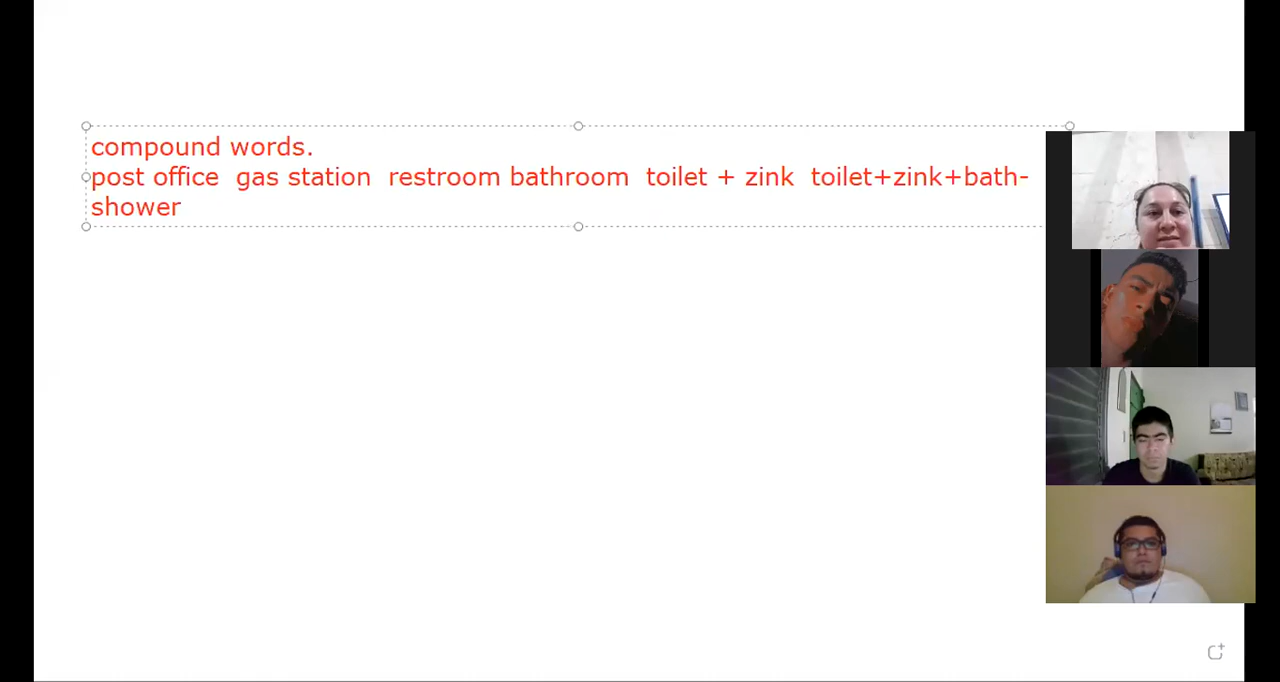 compound words.
post office  gas station  restroom bathroom  toilet + zink  toilet+zink+bath-
shower